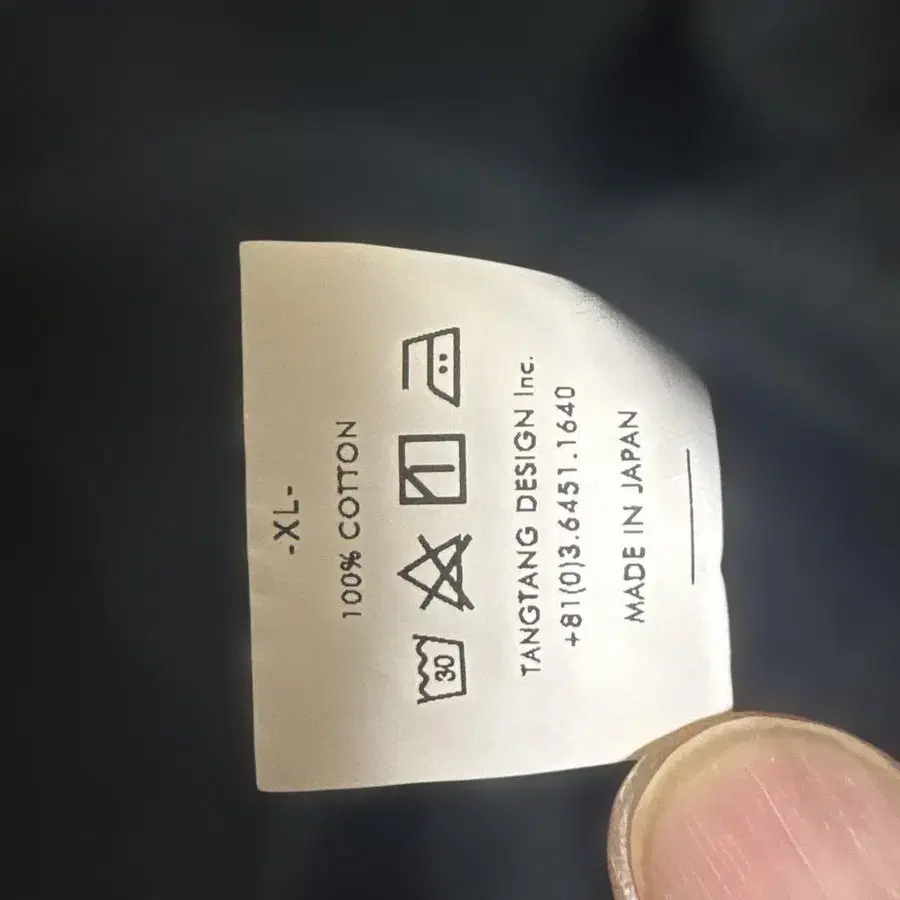 -XL-
100% COTTON
30
TANGTANG DESIGN Inc.
+81(0)3.6451.1640
MADE IN JAPAN